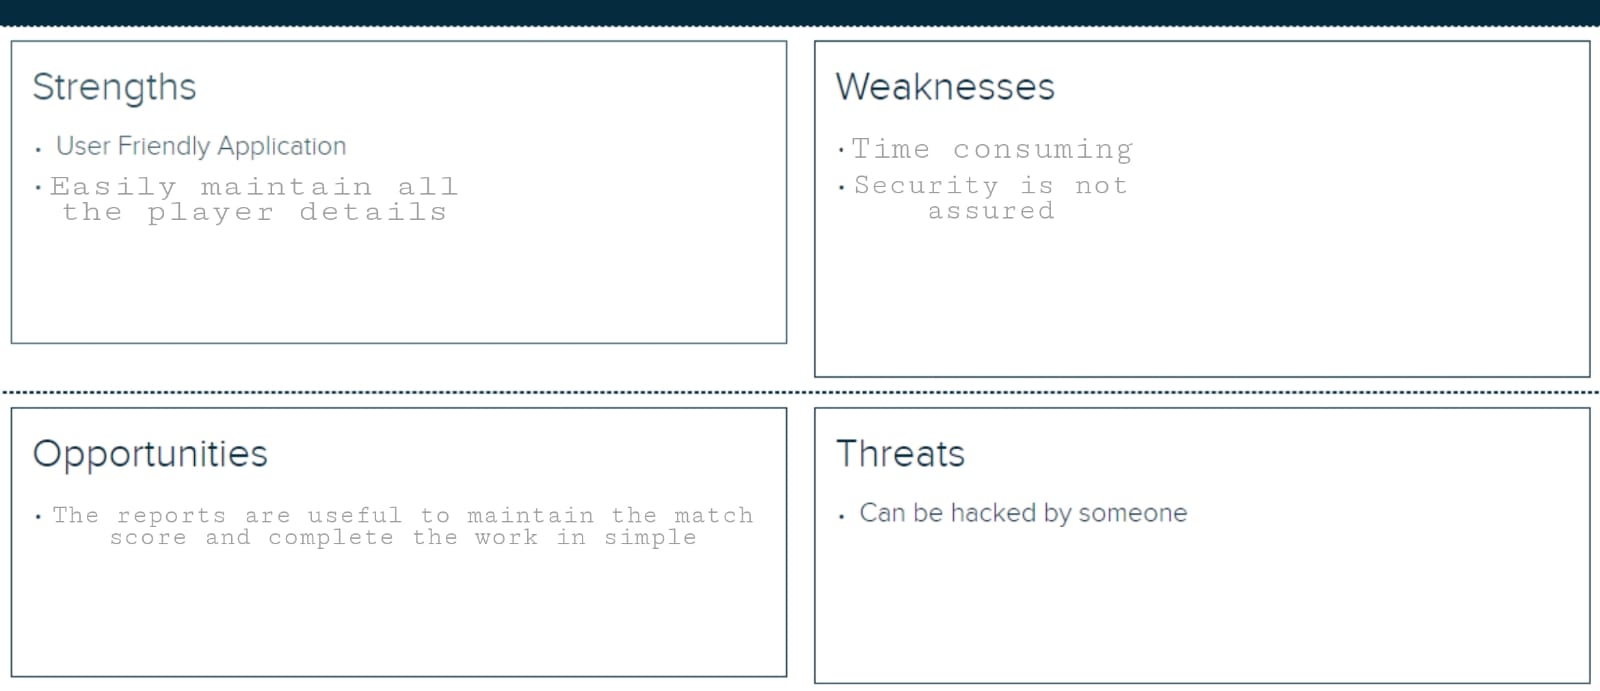 Strengths
• User Friendly Application
• Easily maintain all
the player details
Weaknesses
• Time consuming
• Security is not
assured
Opportunities
• The reports are useful to maintain the match
score and complete the work in simple
Threats
• Can be hacked by someone